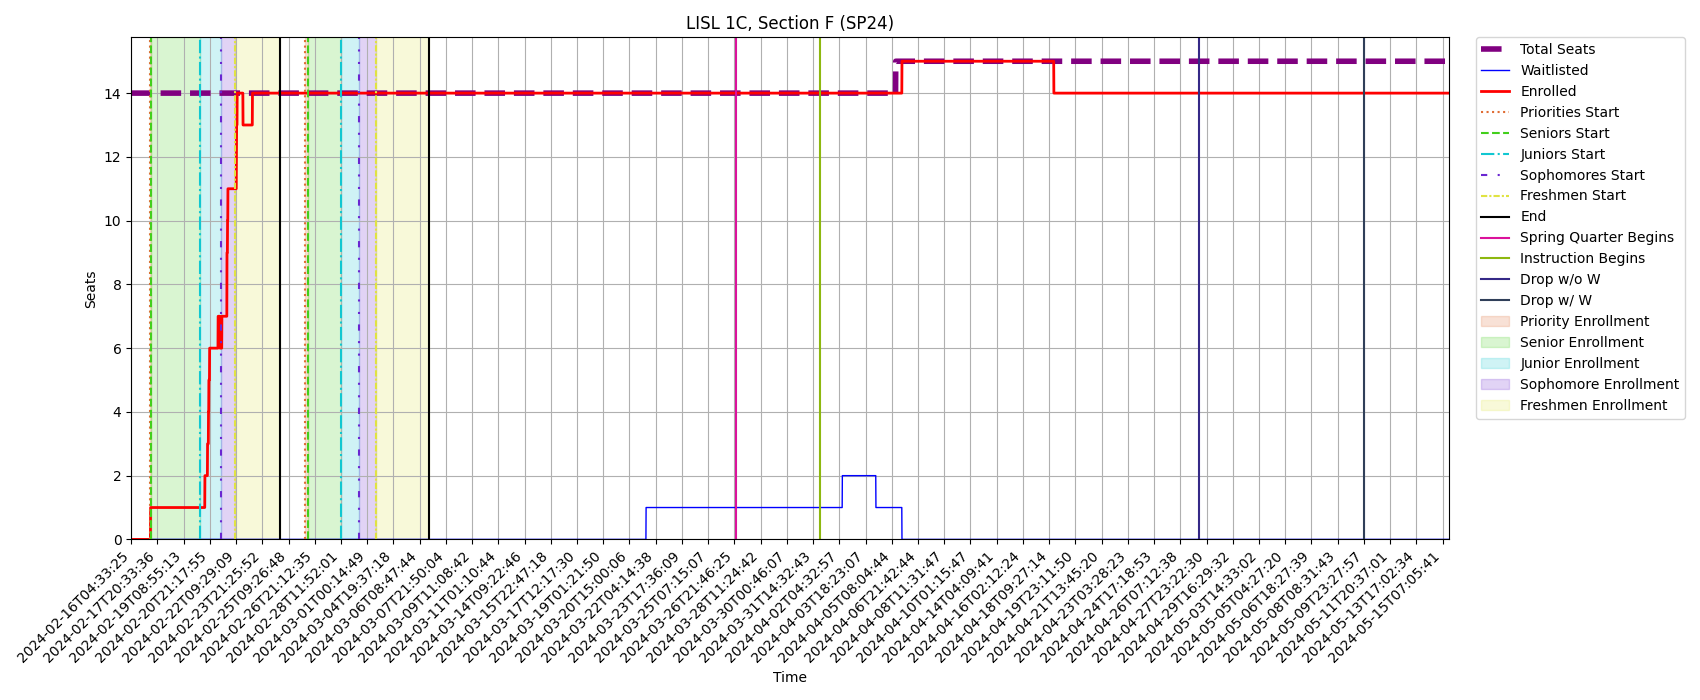 LISL 1C, Section F (SP24)
Seats
14
12
10
8
6
4
2
0
2024-02-16T04:33:25
2024-02-17T20:33:36
2024-02-19T08:55:13
2024-02-20T21:17:55
2024-02-22T09:29:09
2024-02-23T21:25:52
2024-02-25T09:26:48
2024-02-26T21:12:35
2024-02-28T11:52:01
2024-03-01T00:14:49
2024-03-04T19:37:18
2024-03-06T08:47:44
2024-03-07T21:50:04
2024-03-09T11:08:42
2024-03-11T01:10:44
2024-03-14T09:22:46
2024-03-15T22:47:18
2024-03-17T12:17:30
2024-03-19T01:21:50
2024-03-20T15:00:06
2024-03-22T04:14:38
2024-03-23T17:36:09
2024-03-25T07:15:07
2024-03-26T21:46:25
2024-03-28T11:24:42
2024-03-30T00:46:07
2024-03-31T14:32:43
2024-04-02T04:32:57
2024-04-03T18:23:07
2024-04-05T08:04:44
2024-04-06T21:42:44
2024-04-08T11:31:47
2024-04-10T01:15:47
2024-04-14T04:09:41
2024-04-16T02:12:24
2024-04-18T09:27:14
2024-04-19T23:11:50
2024-04-21T13:45:20
2024-04-23T03:28:23
2024-04-24T17:18:53
2024-04-26T07:12:38
2024-04-27T23:22:30
2024-04-29T16:29:32
2024-05-03T14:33:02
2024-05-05T04:27:20
2024-05-06T18:27:39
2024-05-08T08:31:43
2024-05-09T23:27:57
2024-05-11T20:37:01
2024-05-13T17:02:34
2024-05-15T07:05:41
Time
Total Seats
Waitlisted
Enrolled
Priorities Start
Seniors Start
Juniors Start
Sophomores Start
Freshmen Start
End
Spring Quarter Begins
Instruction Begins
Drop w/o W
Drop w/ W
Priority Enrollment
Senior Enrollment
Junior Enrollment
Sophomore Enrollment
Freshmen Enrollment